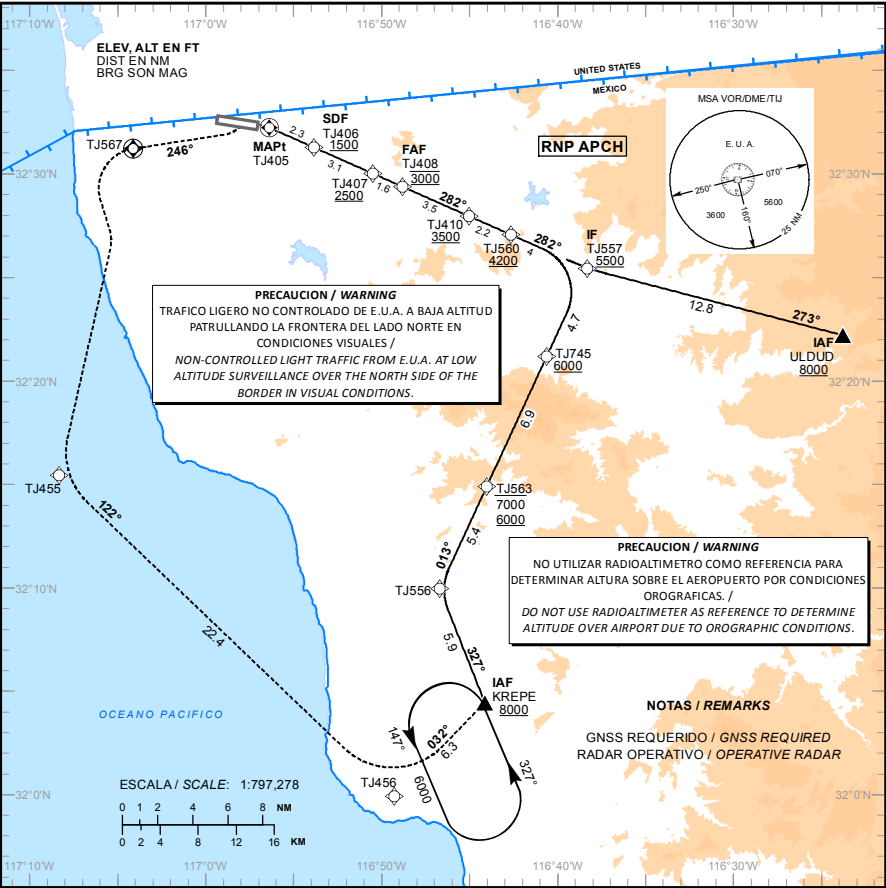 117°10'W 117°0'W 116°50'W 116°40'W 116°30'W
ELEV, ALT EN FT
DIST EN NM
BRG SON MAG
UNITED STATES
MEXICO
MSA VOR/DME/TIJ
E. U. A.
070°
250°
160°
3600
5600
25 NM
RNP APCH
TJ567
246°
MAPt
TJ405
2.3
SDF
TJ406
1500
3.1
TJ407
2500
1.6
FAF
TJ408
3000
3.5
282°
TJ410
3500
2.2
TJ560
4200
4
282°
IF
TJ557
5500
12.8
273°
IAF
ULDUD
8000
32°30'N
32°30'N
4.7
TJ745
6000
6.9
PRECAUCION / WARNING
TRAFICO LIGERO NO CONTROLADO DE E.U.A. A BAJA ALTITUD
PATRULLANDO LA FRONTERA DEL LADO NORTE EN
CONDICIONES VISUALES /
NON-CONTROLLED LIGHT TRAFFIC FROM E.U.A. AT LOW
ALTITUDE SURVEILLANCE OVER THE NORTH SIDE OF THE
BORDER IN VISUAL CONDITIONS.
32°20'N
32°20'N
TJ455
122°
TJ563
7000
6000
5.4
013°
TJ556
PRECAUCION / WARNING
NO UTILIZAR RADIOALTIMETRO COMO REFERENCIA PARA
DETERMINAR ALTURA SOBRE EL AEROPUERTO POR CONDICIONES
OROGRAFICAS. /
DO NOT USE RADIOALTIMETER AS REFERENCE TO DETERMINE
ALTITUDE OVER AIRPORT DUE TO OROGRAPHIC CONDITIONS.
32°10'N
32°10'N
22.4
5.9
327°
IAF
KREPE
8000
147°
032°
6.3
6000
327°
TJ456
OCEANO PACIFICO
NOTAS / REMARKS
GNSS REQUERIDO / GNSS REQUIRED
RADAR OPERATIVO / OPERATIVE RADAR
ESCALA / SCALE: 1:797,278
0 1 2 4 6 8 NM
0 2 4 8 12 16 KM
32°0'N
32°0'N
117°10'W 117°0'W 116°50'W 116°40'W 116°30'W